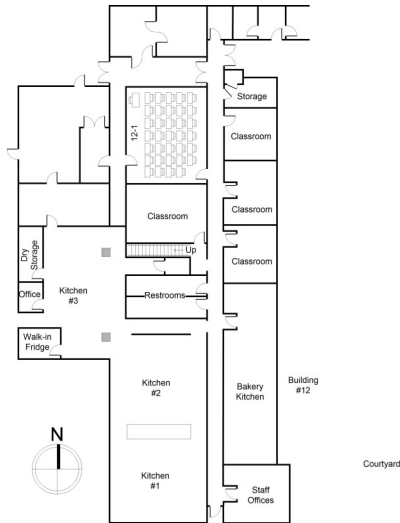 Storage
12-1
Classroom
Classroom
Classroom
Up
Classroom
Dry
Storage
Kitchen
#3
Office
Restrooms
Walk-in
Fridge
Kitchen
#2
Bakery
Kitchen
Building
#12
N
Kitchen
#1
Courtyard
Staff
Offices